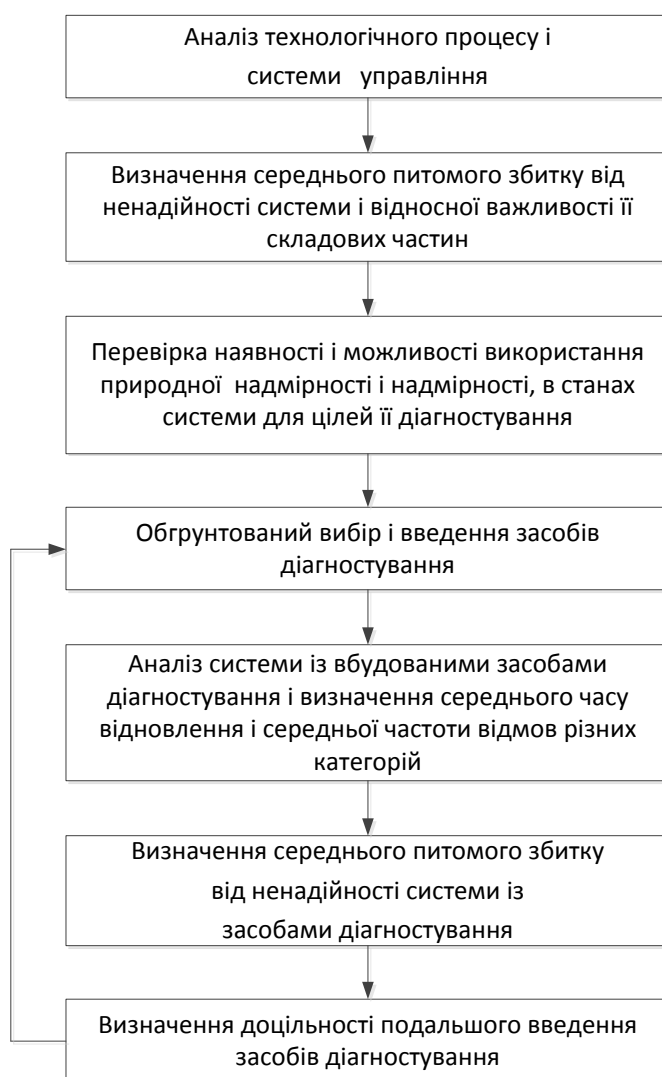 Аналіз технологічного процесу і
системи управління
Визначення середнього питомого збитку від
ненадійності системи і відносної важливості її
складових частин
Перевірка наявності і можливості використання
природної надмірності і надмірності, в станах
системи для цілей її діагностування
Обгрунтований вибір і введення засобів
діагностування
Аналіз системи із вбудованими засобами
діагностування і визначення середнього часу
відновлення і середньої частоти відмов різних
категорій
Визначення середнього питомого збитку
від ненадійності системи із
засобами діагностування
Визначення доцільності подальшого введення
засобів діагностування